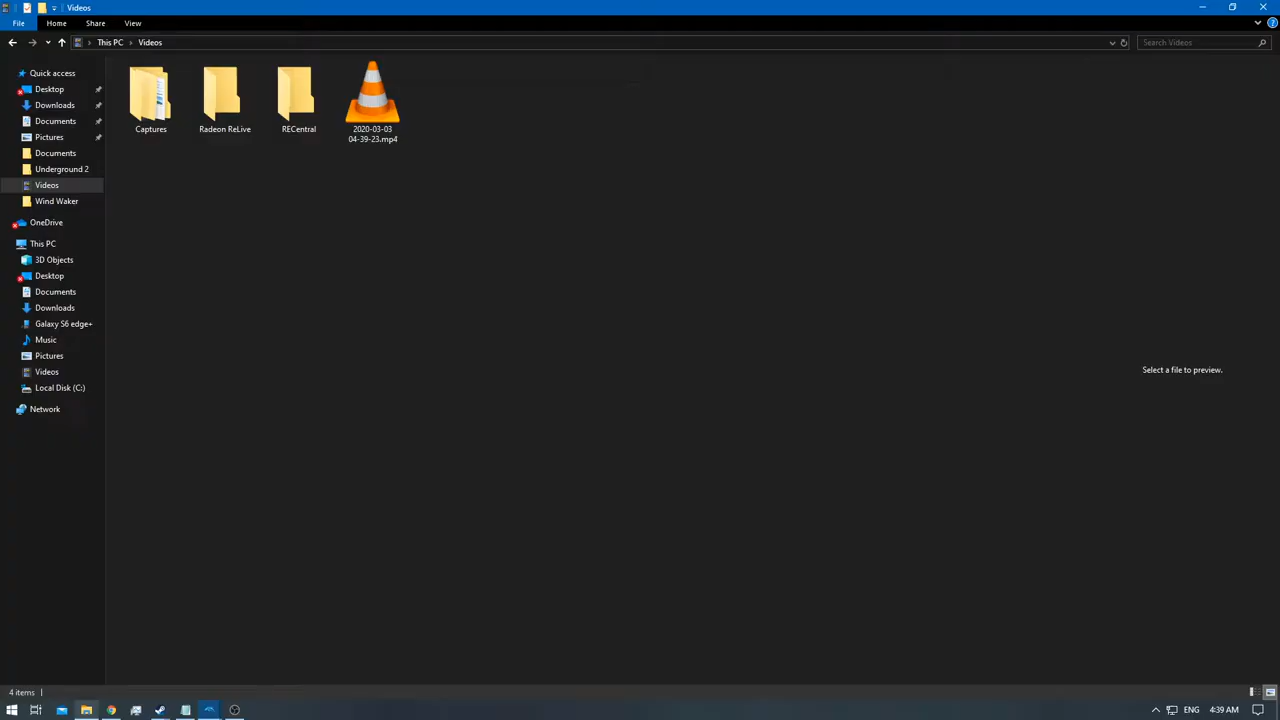 Videos
File Home Share View
This PC Videos Search Videos
Quick access
Desktop
Downloads
Documents
Pictures
Documents
Underground 2
Videos
Wind Waker
OneDrive
This PC
3D Objects
Desktop
Documents
Downloads
Galaxy S6 edge+
Music
Pictures
Videos
Local Disk (C:)
Network
Captures Radeon ReLive RECentral 2020-03-03
04-39-23.mp4
Select a file to preview.
4 items
ENG 4:39 AM